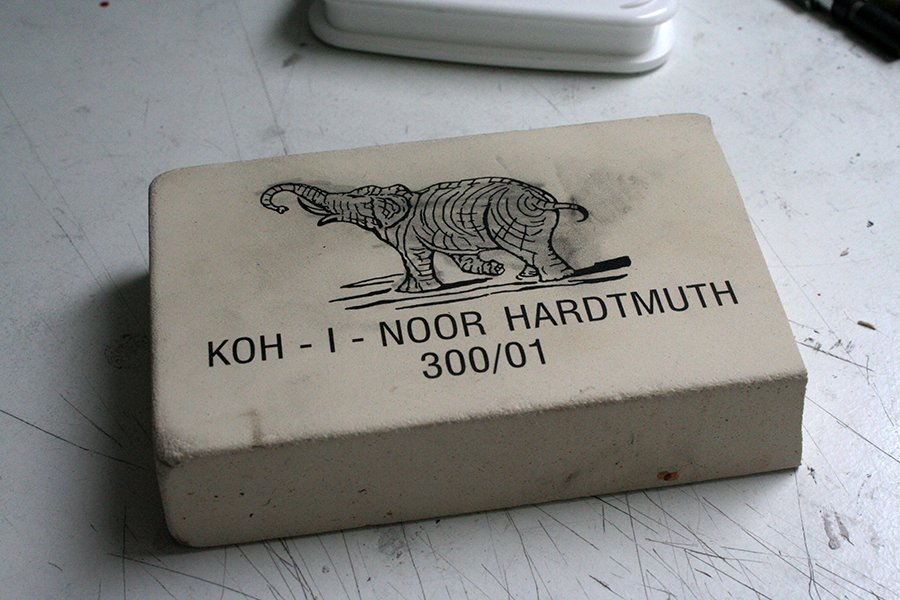 KOH - I - NOOR HARDTMUTH
300/01